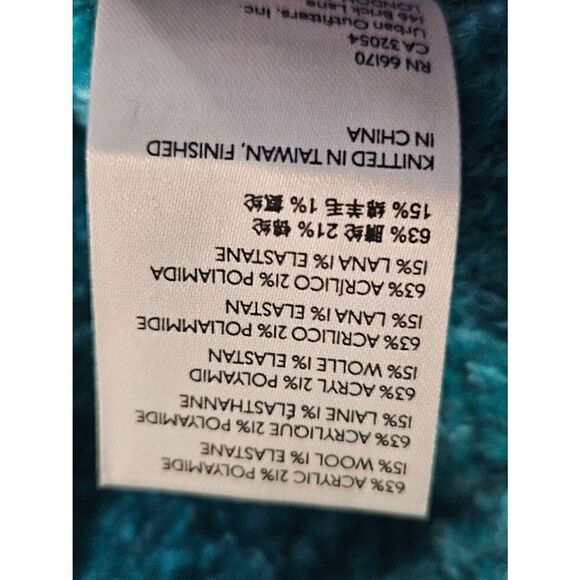 63% ACRYLIC 21% POLYAMIDE
15% WOOL 1% ELASTANE
63% ACRYLIQUE 21% POLYAMIDE
15% LAINE 1% ÉLASTHANNE
63% ACRYL 21% POLYAMID
15% WOLLE 1% ELASTAN
63% ACRILICO 21% POLIAMMIDE
15% LANA 1% ELASTAN
63% ACRÍLICO 21% POLIAMIDA
15% LANA 1% ELASTANE
63% 腈纶 21% 锦纶
15% 绵羊毛 1% 氨纶
KNITTED IN TAIWAN, FINISHED
IN CHINA
RN 66170
CA 32054
Urban Outfitters, Inc.
146 Brick Lane